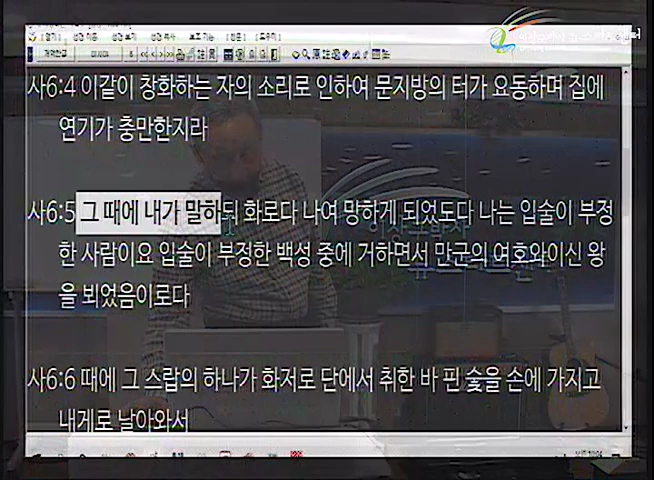 개역한글
사6:4 이같이 창화하는 자의 소리로 인하여 문지방의 터가 요동하며 집에
연기가 충만한지라
사6:5 그 때에 내가 말하되 화로다 나여 망하게 되었도다 나는 입술이 부정
한 사람이요 입술이 부정한 백성 중에 거하면서 만군의 여호와이신 왕
을 뵈었음이로다
사6:6 때에 그 스랍의 하나가 화저로 단에서 취한 바 핀 숯을 손에 가지고
내게로 날아와서